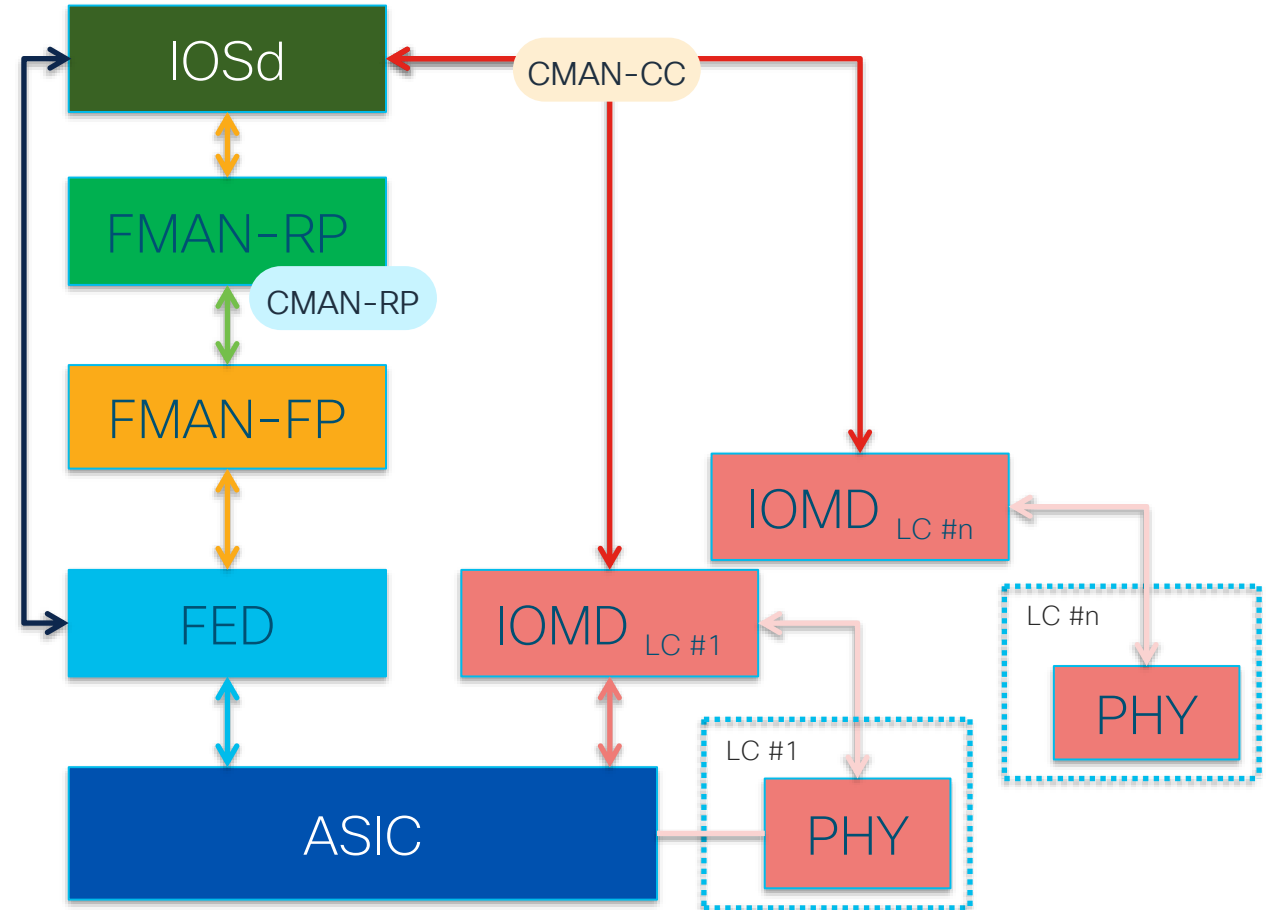 IOSd
CMAN-CC
FMAN-RP
CMAN-RP
FMAN-FP
IOMD LC #n
FED
IOMD LC #1
LC #n
PHY
LC #1
ASIC
PHY